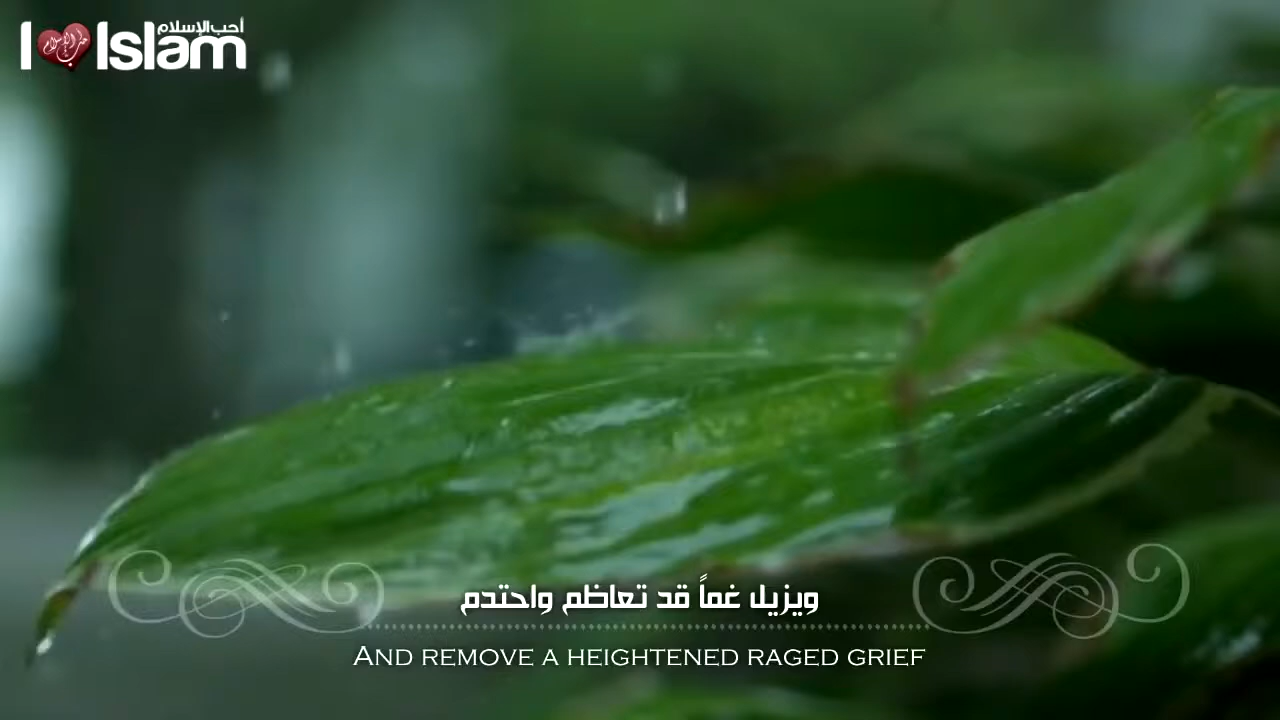 أحب الإسلام
I Islam
ويزيل غماً قد تعاظم واحتدم
AND REMOVE A HEIGHTENED RAGED GRIEF